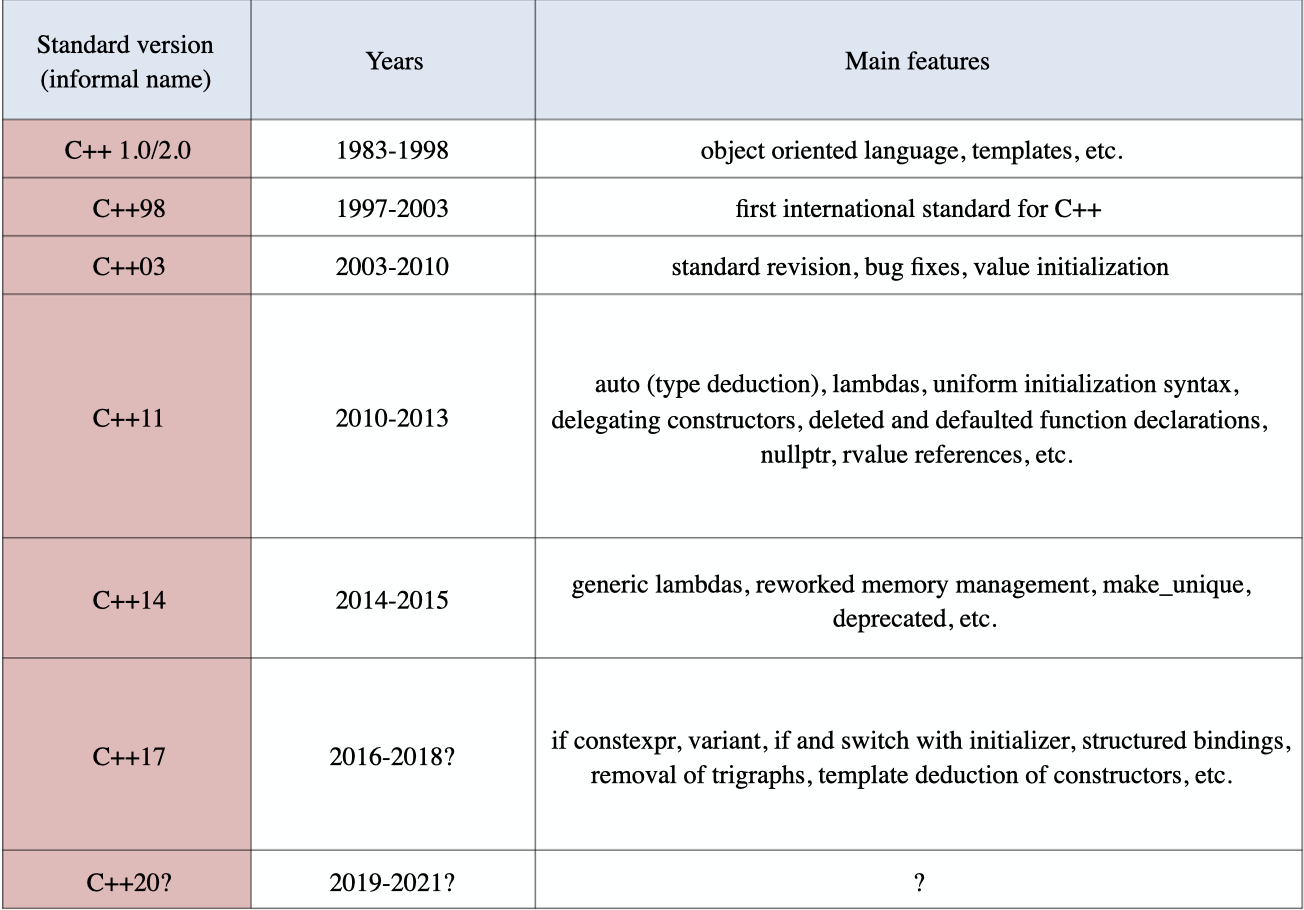 Standard version
(informal name)
Years
Main features
C++ 1.0/2.0
1983-1998
object oriented language, templates, etc.
C++98
1997-2003
first international standard for C++
C++03
2003-2010
standard revision, bug fixes, value initialization
C++11
2010-2013
auto (type deduction), lambdas, uniform initialization syntax,
delegating constructors, deleted and defaulted function declarations,
nullptr, rvalue references, etc.
C++14
2014-2015
generic lambdas, reworked memory management, make_unique,
deprecated, etc.
C++17
2016-2018?
if constexpr, variant, if and switch with initializer, structured bindings,
removal of trigraphs, template deduction of constructors, etc.
C++20?
2019-2021?
?